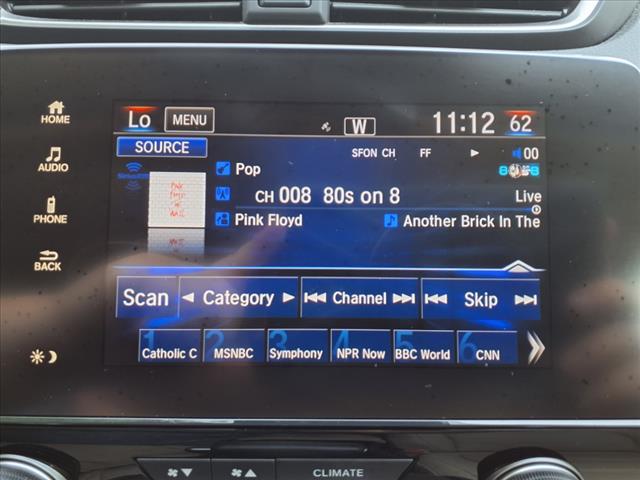 Lo MENU W 11:12 62
HOME
SOURCE SFON CH FF 00
AUDIO
SiriusXM
Pop
CH 008 80s on 8 Live
PHONE
Pink Floyd Another Brick In The
BACK
Scan Category Channel Skip
1 Catholic C 2 MSNBC 3 Symphony 4 NPR Now 5 BBC World 6 CNN
CLIMATE